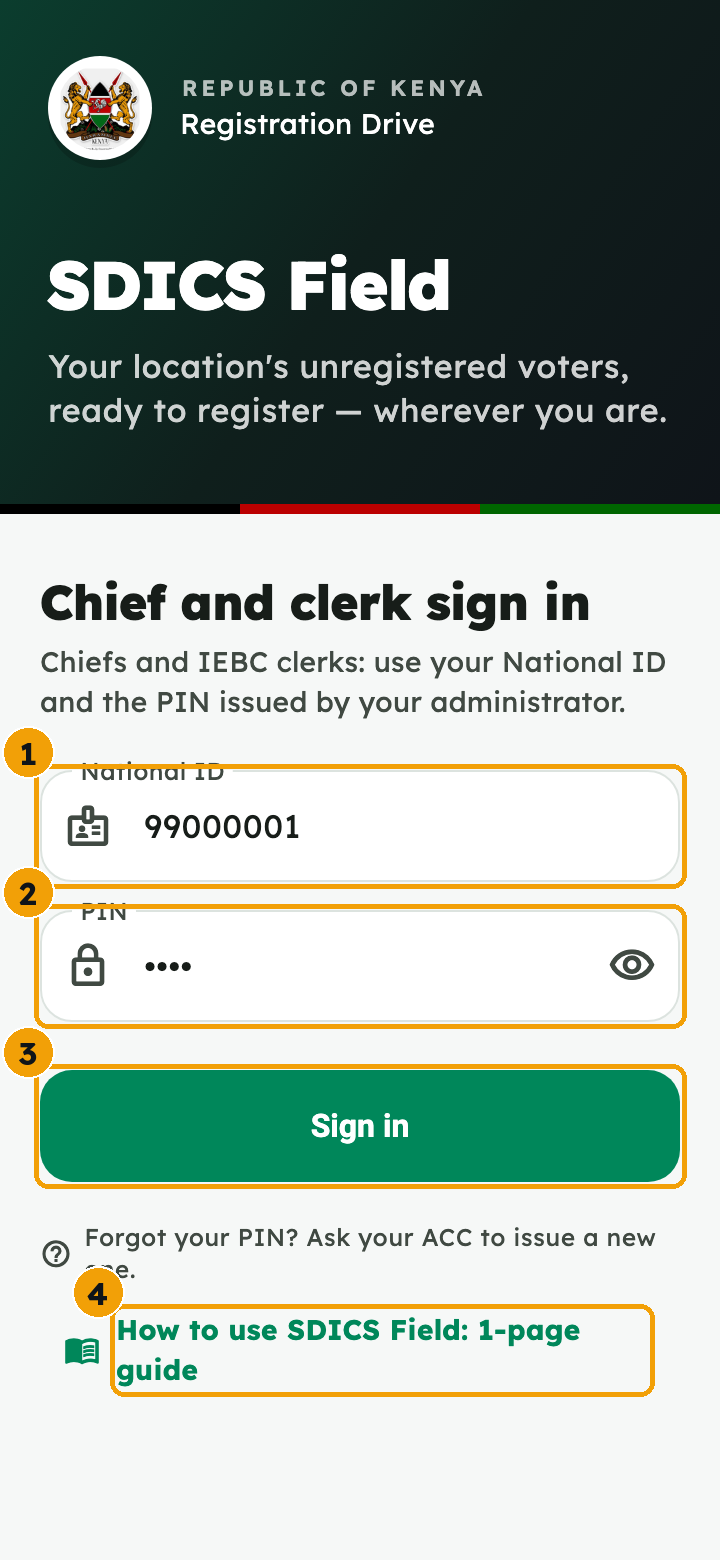 REPUBLIC OF KENYA
Registration Drive
SDICS Field
Your location's unregistered voters,
ready to register — wherever you are.
Chief and clerk sign in
Chiefs and IEBC clerks: use your National ID
and the PIN issued by your administrator.
1
National ID
99000001
2
PIN
••••
3
Sign in
Forgot your PIN? Ask your ACC to issue a new
one.
4
How to use SDICS Field: 1-page
guide